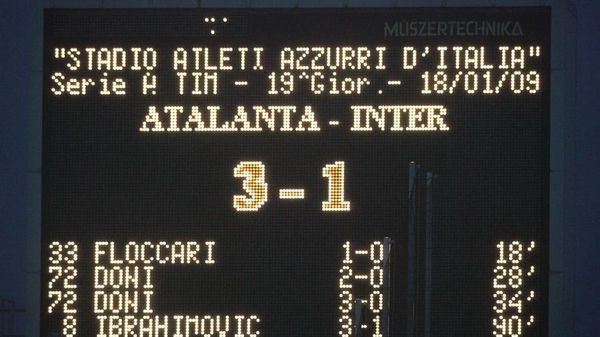 MÜSZERTECHNIKA
"STADIO ATLETI AZZURRI D'ITALIA"
Serie A TIM - 19^Gior.- 18/01/09
ATALANTA - INTER
3-1
33 FLOCCARI 1-0 18'
72 DONI 2-0 28'
72 DONI 3-0 34'
8 IBRAHIMOVIC 3-1 90'